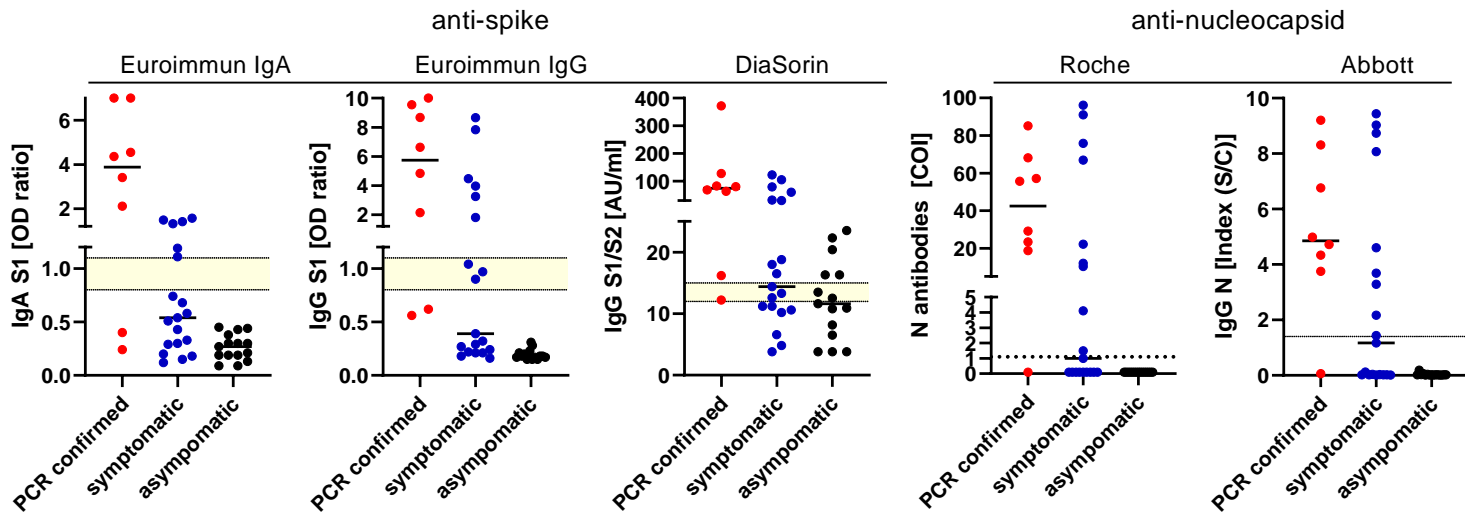 anti-spike
anti-nucleocapsid
Euroimmun IgA
Euroimmun IgG
DiaSorin
Roche
Abbott
IgA S1 [OD ratio]
6
4
2
1.0
0.5
0.0
PCR confirmed
symptomatic
asympomatic
IgG S1 [OD ratio]
10
8
6
4
2
1.0
0.5
0.0
PCR confirmed
symptomatic
asympomatic
IgG S1/S2 [AU/ml]
400
300
200
100
20
10
0
PCR confirmed
symptomatic
asympomatic
N antibodies [COI]
100
80
60
40
20
5
4
3
2
1
0
PCR confirmed
symptomatic
asympomatic
IgG N [Index (S/C)]
10
8
6
4
2
0
PCR confirmed
symptomatic
asympomatic